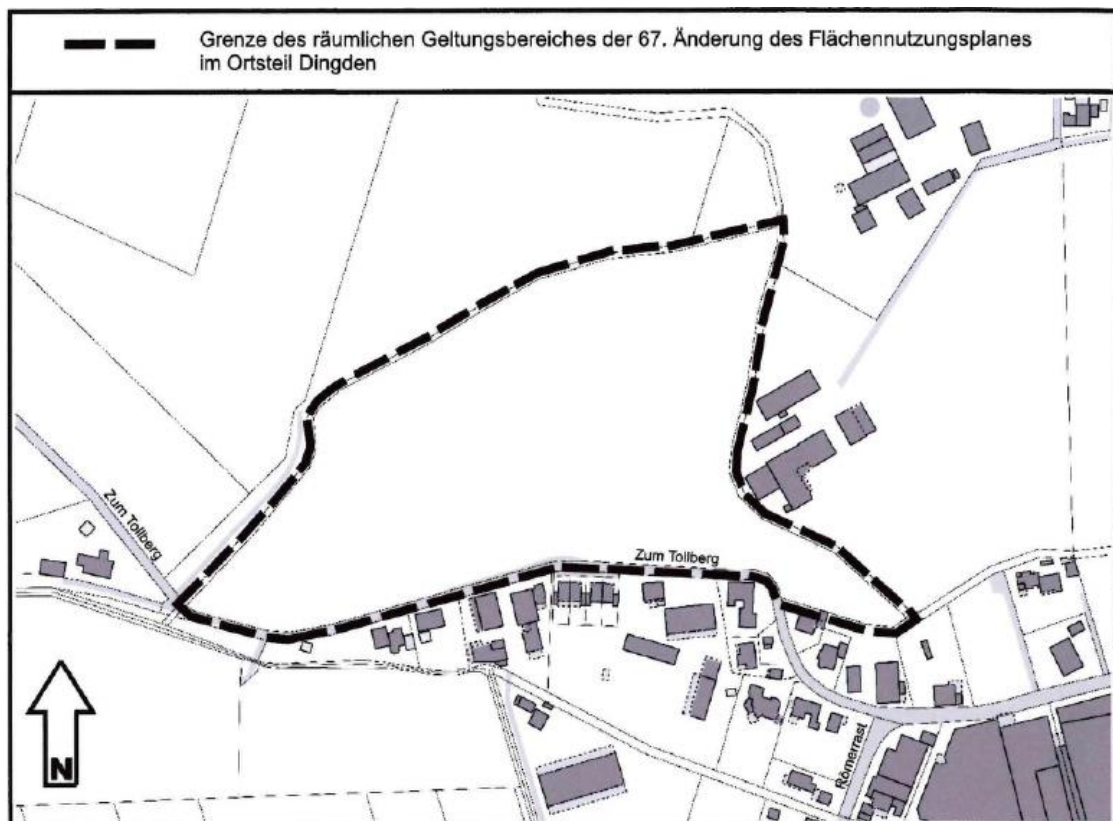 Grenze des räumlichen Geltungsbereiches der 67. Änderung des Flächennutzungsplanes
im Ortsteil Dingden
Zum Tollberg
Zum Tollberg
Römerrast
N